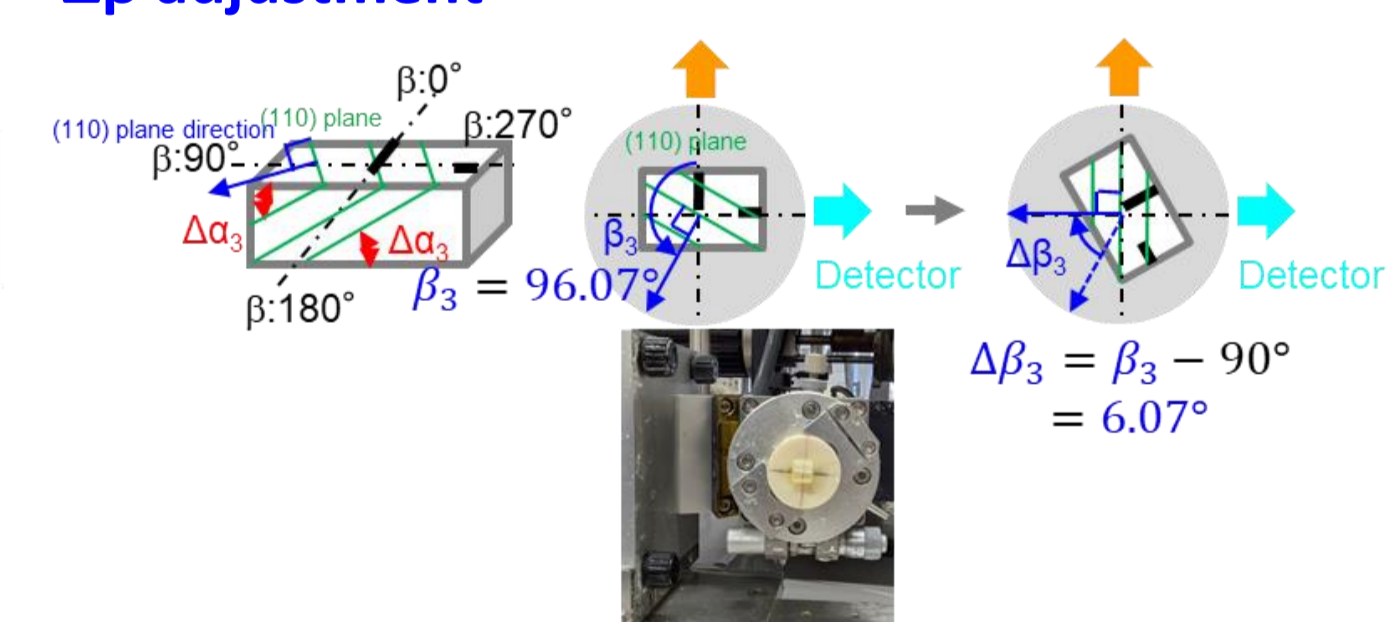 β:0°
(110) plane direction
(110) plane
β:270°
β:90°
Δα₃
Δα₃
β:180°
β₃ = 96.07°
(110) plane
β₃
Detector
Δβ₃
Detector
Δβ₃ = β₃ − 90°
= 6.07°